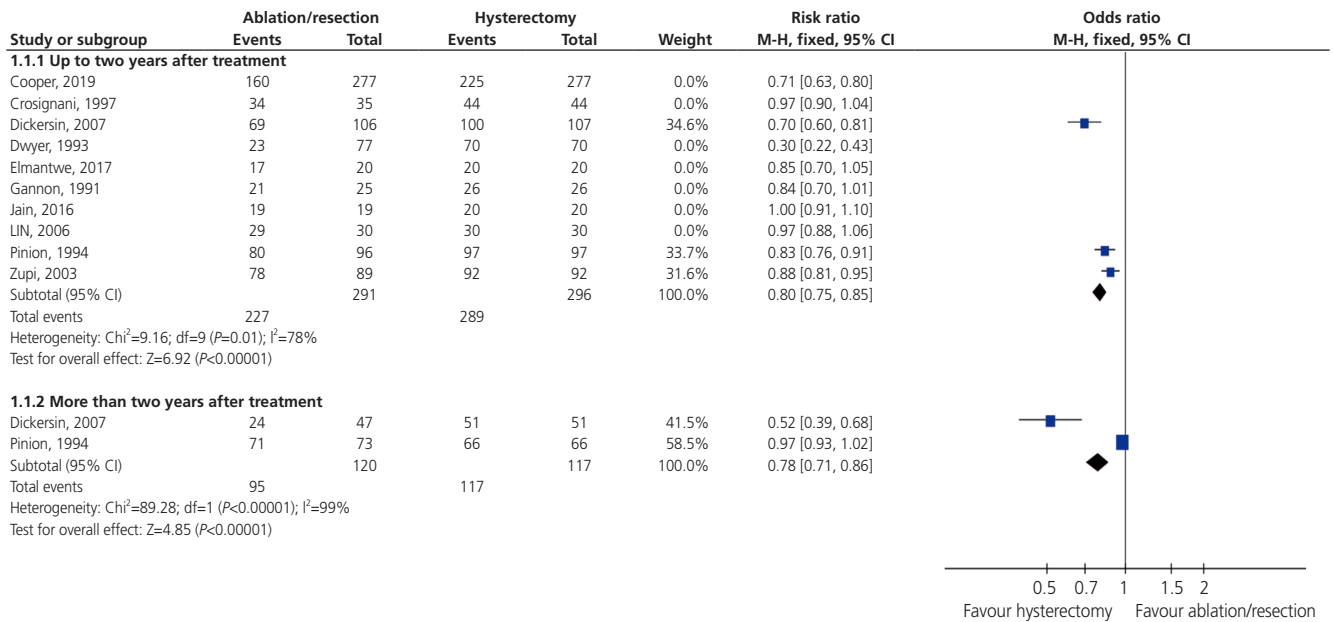 Ablation/resection Hysterectomy Risk ratio Odds ratio
Study or subgroup Events Total Events Total Weight M-H, fixed, 95% CI M-H, fixed, 95% CI
1.1.1 Up to two years after treatment
Cooper, 2019 160 277 225 277 0.0% 0.71 [0.63, 0.80]
Crosignani, 1997 34 35 44 44 0.0% 0.97 [0.90, 1.04]
Dickersin, 2007 69 106 100 107 34.6% 0.70 [0.60, 0.81]
Dwyer, 1993 23 77 70 70 0.0% 0.30 [0.22, 0.43]
Elmantwe, 2017 17 20 20 20 0.0% 0.85 [0.70, 1.05]
Gannon, 1991 21 25 26 26 0.0% 0.84 [0.70, 1.01]
Jain, 2016 19 19 20 20 0.0% 1.00 [0.91, 1.10]
LIN, 2006 29 30 30 30 0.0% 0.97 [0.88, 1.06]
Pinion, 1994 80 96 97 97 33.7% 0.83 [0.76, 0.91]
Zupi, 2003 78 89 92 92 31.6% 0.88 [0.81, 0.95]
Subtotal (95% CI) 291 296 100.0% 0.80 [0.75, 0.85]
Total events 227 289
Heterogeneity: Chi²=9.16; df=9 (P=0.01); I²=78%
Test for overall effect: Z=6.92 (P<0.00001)
1.1.2 More than two years after treatment
Dickersin, 2007 24 47 51 51 41.5% 0.52 [0.39, 0.68]
Pinion, 1994 71 73 66 66 58.5% 0.97 [0.93, 1.02]
Subtotal (95% CI) 120 117 100.0% 0.78 [0.71, 0.86]
Total events 95 117
Heterogeneity: Chi²=89.28; df=1 (P<0.00001); I²=99%
Test for overall effect: Z=4.85 (P<0.00001)
0.5 0.7 1 1.5 2
Favour hysterectomy Favour ablation/resection